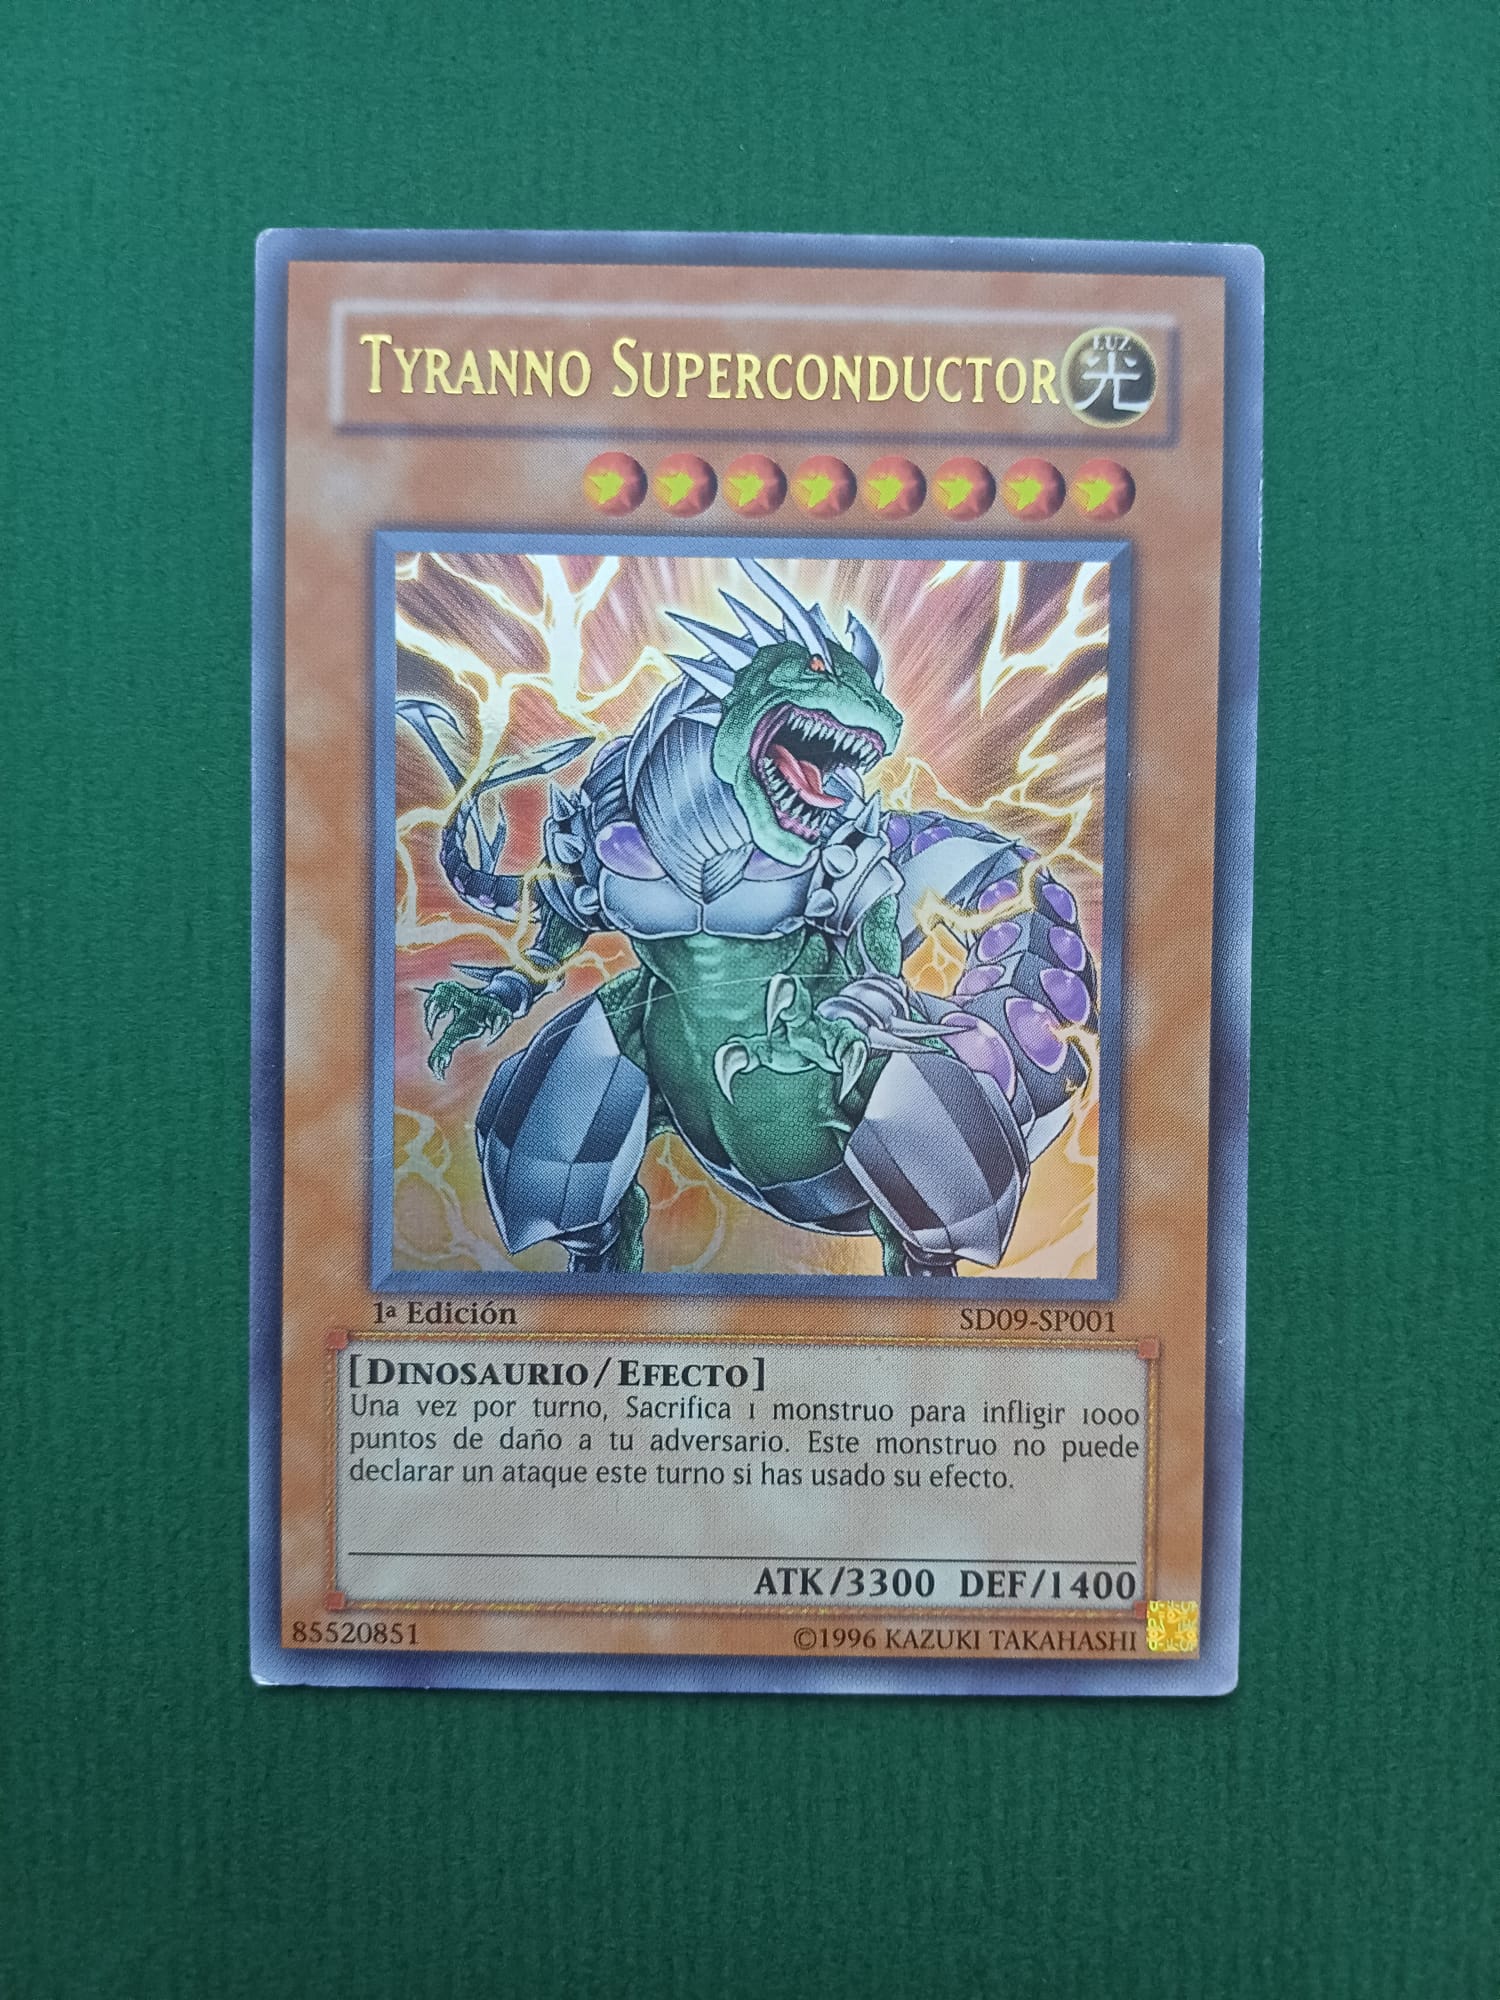 TYRANNO SUPERCONDUCTOR
LUZ
光
1ª Edición
SD09-SP001
[DINOSAURIO/EFECTO]
Una vez por turno, Sacrifica 1 monstruo para infligir 1000
puntos de daño a tu adversario. Este monstruo no puede
declarar un ataque este turno si has usado su efecto.
ATK/3300 DEF/1400
85520851
©1996 KAZUKI TAKAHASHI